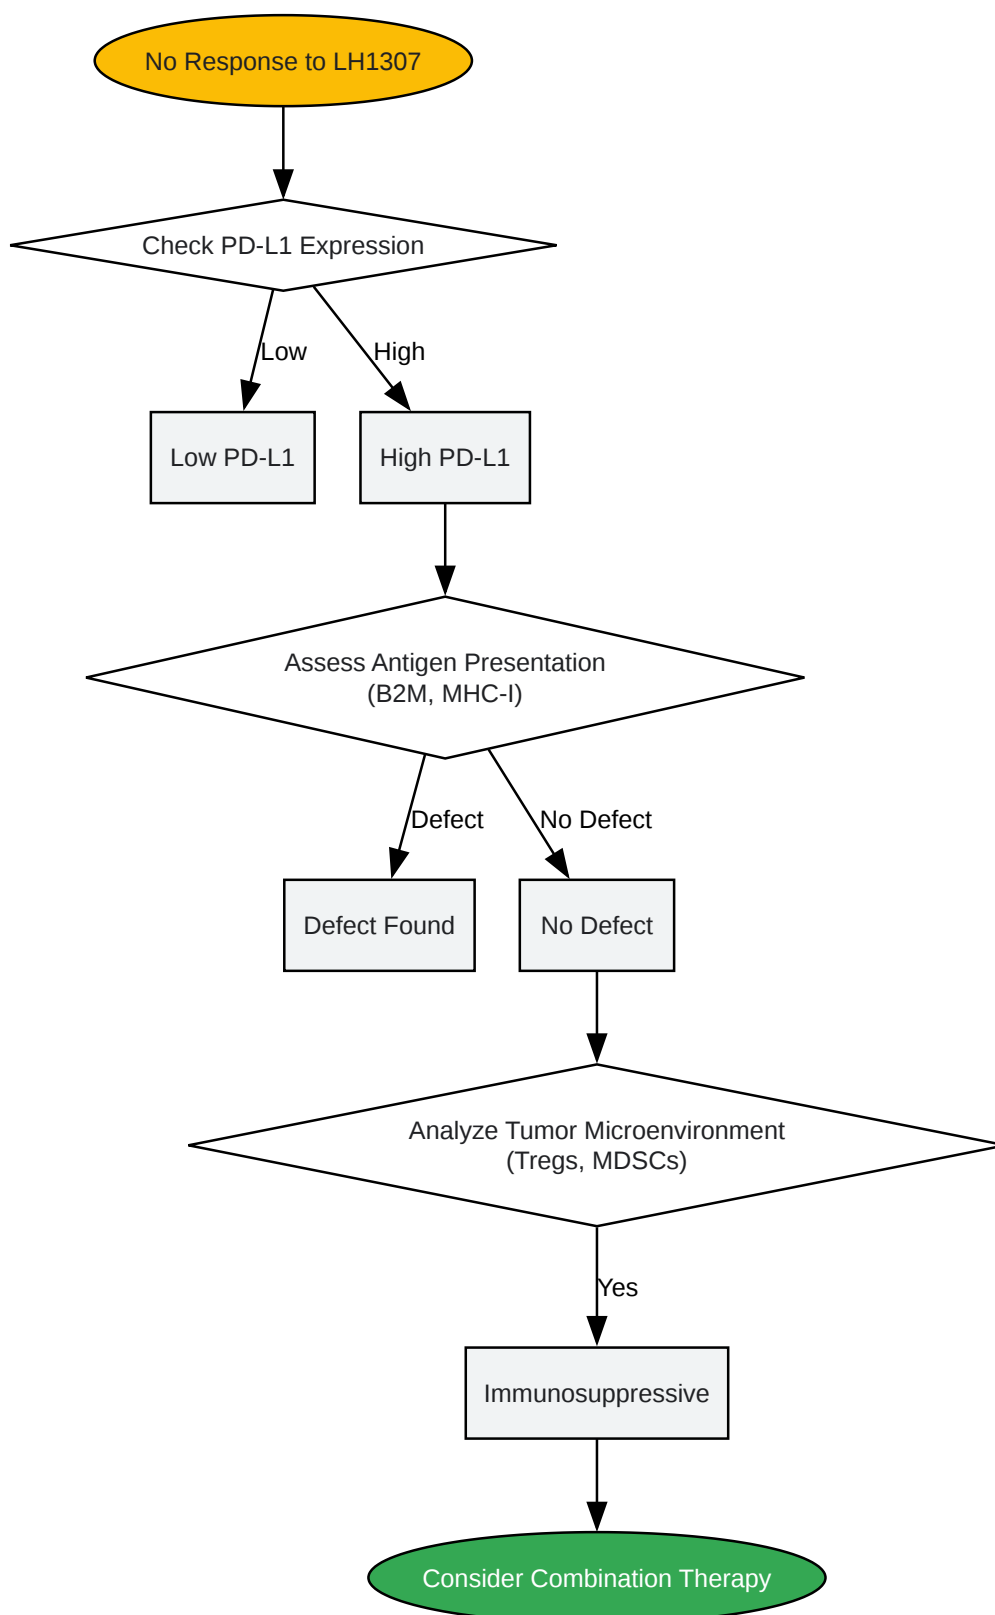 No Response to LH1307
Check PD-L1 Expression
Low
High
Low PD-L1
High PD-L1
Assess Antigen Presentation
(B2M, MHC-I)
Defect
No Defect
Defect Found
No Defect
Analyze Tumor Microenvironment
(Tregs, MDSCs)
Yes
Immunosuppressive
Consider Combination Therapy